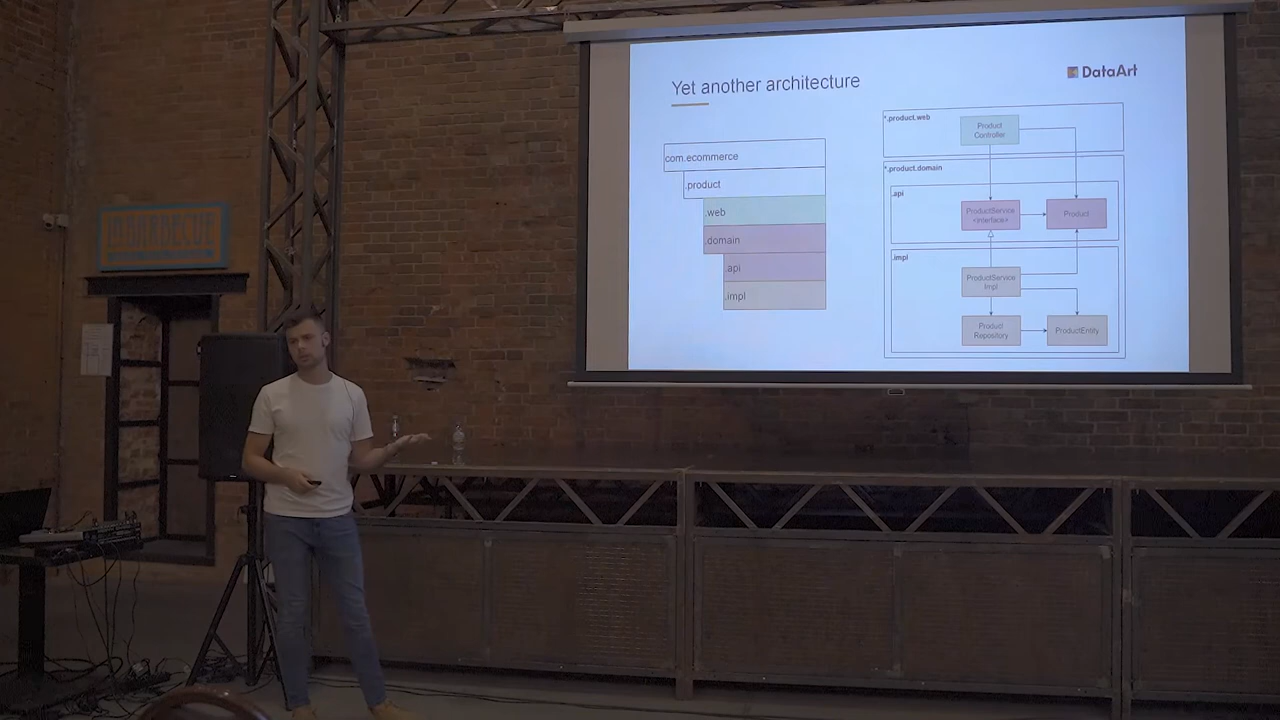 Yet another architecture
DataArt
com.ecommerce
.product
.web
.domain
.api
.impl
*.product.web
Product
Controller
*.product.domain
.api
ProductService
<interface>
Product
.impl
ProductService
Impl
Product
Repository
ProductEntity